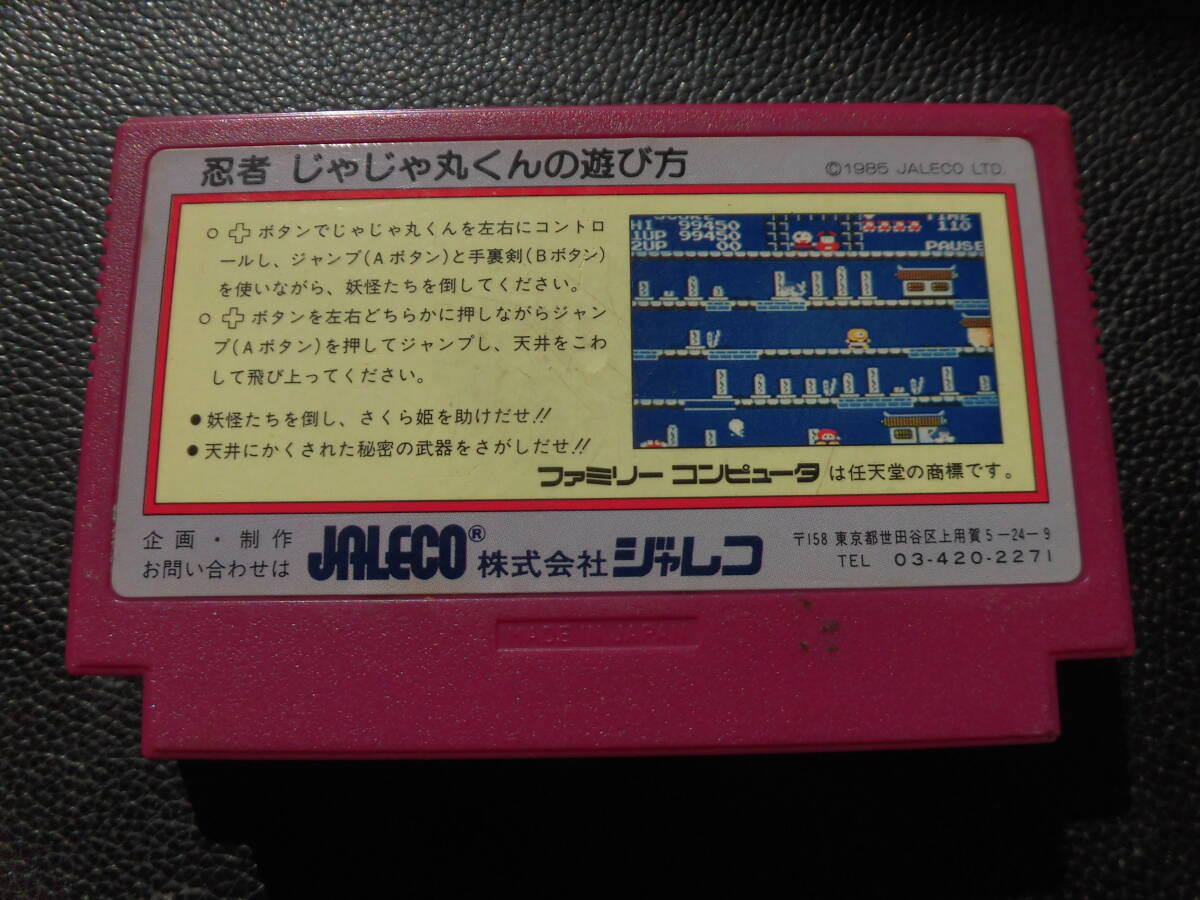 忍者 じゃじゃ丸くんの遊び方
©1985 JALECO LTD.
○ ✚ ボタンでじゃじゃ丸くんを左右にコントロ
ールし、ジャンプ(Aボタン)と手裏剣(Bボタン)
を使いながら、妖怪たちを倒してください。
○ ✚ ボタンを左右どちらかに押しながらジャン
プ(Aボタン)を押してジャンプし、天井をこわ
して飛び上ってください。
● 妖怪たちを倒し、さくら姫を助けだせ!!
● 天井にかくされた秘密の武器をさがしだせ!!
SCORE TIME
HI 99450 110
1UP 99450
2UP 00 PAUSE
ファミリー コンピュータ は任天堂の商標です。
企画・制作
お問い合わせは
JALECO® 株式会社 ジャレコ
〒158 東京都世田谷区上用賀5-24-9
TEL 03-420-2271
MADE IN JAPAN